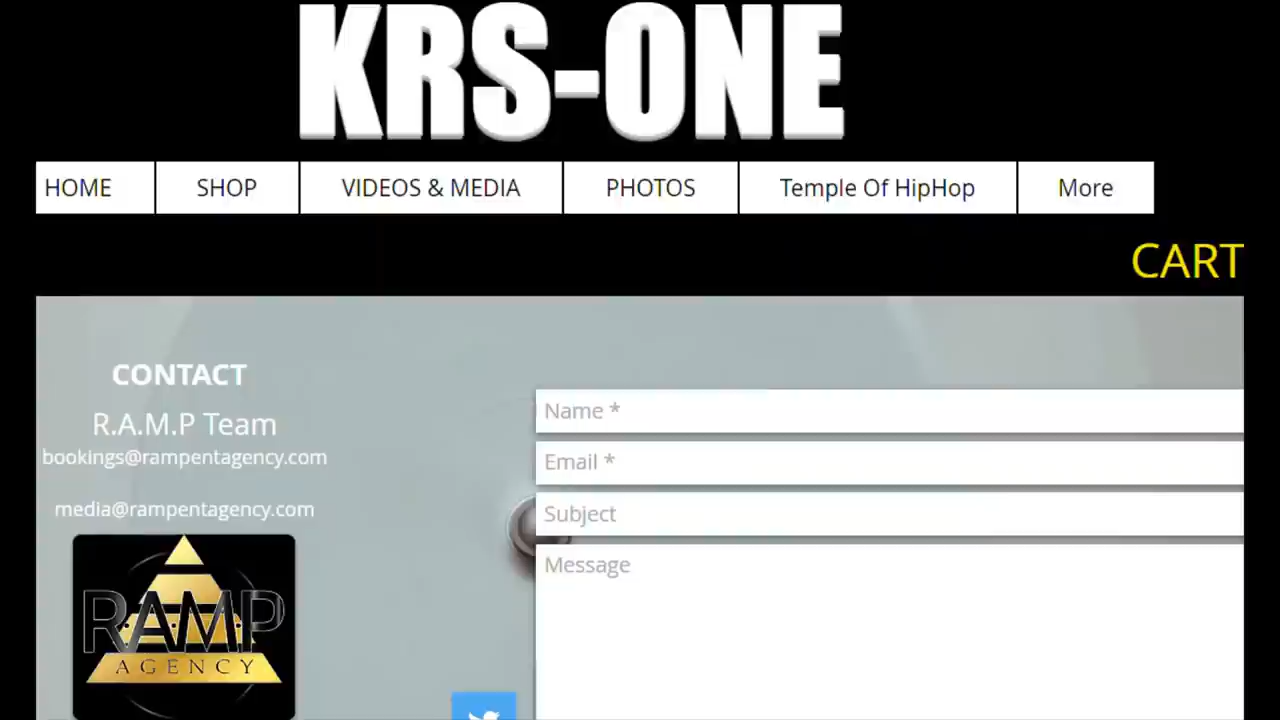 KRS-ONE
HOME
SHOP
VIDEOS & MEDIA
PHOTOS
Temple Of HipHop
More
CART
CONTACT
R.A.M.P Team
bookings@rampentagency.com
media@rampentagency.com
RAMP
AGENCY
Name *
Email *
Subject
Message